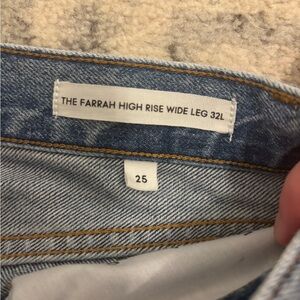 THE FARRAH HIGH RISE WIDE LEG 32L
25